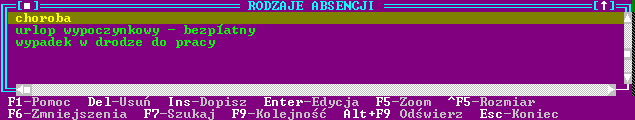 RODZAJE ABSENCJI
choroba
urlop wypoczynkowy - bezpłatny
wypadek w drodze do pracy
F1-Pomoc Del-Usuń Ins-Dopisz Enter-Edycja F5-Zoom ^F5-Rozmiar
F6-Zmniejszenia F7-Szukaj F9-Kolejność Alt+F9 Odświerz Esc-Koniec